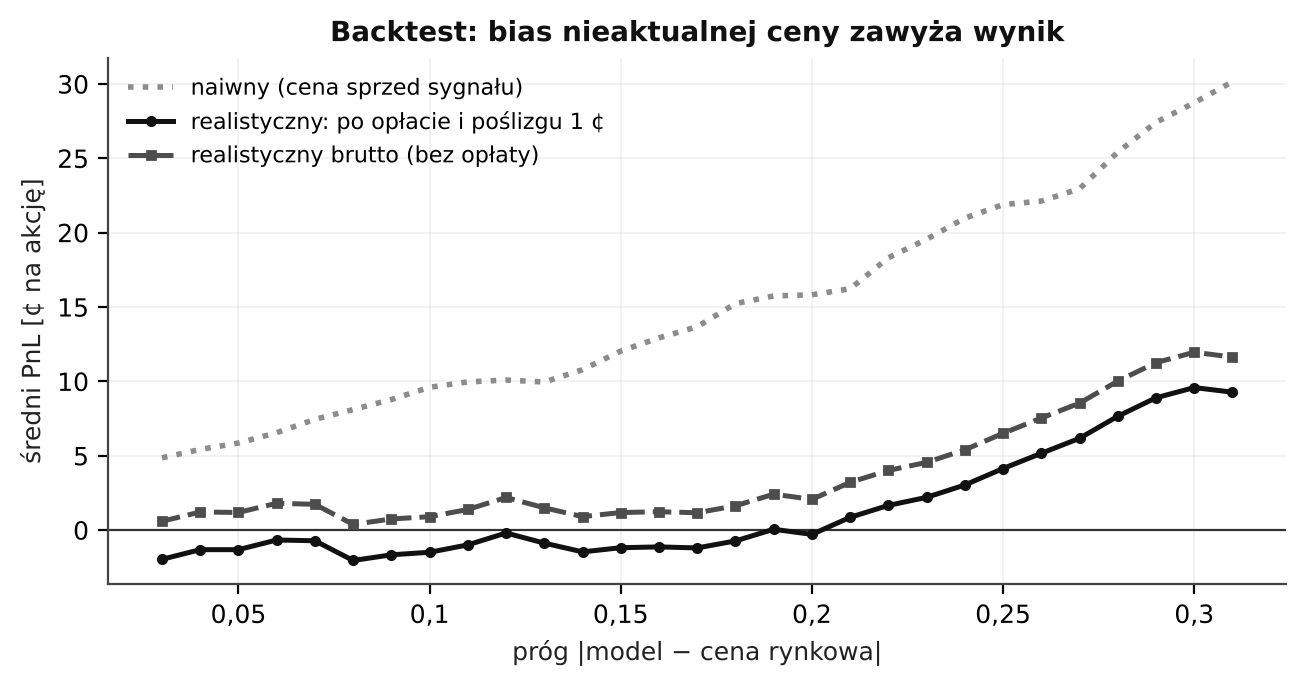 Backtest: bias nieaktualnej ceny zawyża wynik
naiwny (cena sprzed sygnału)
realistyczny: po opłacie i poślizgu 1 ¢
realistyczny brutto (bez opłaty)
średni PnL [¢ na akcję]
30
25
20
15
10
5
0
0,05 0,1 0,15 0,2 0,25 0,3
próg |model − cena rynkowa|